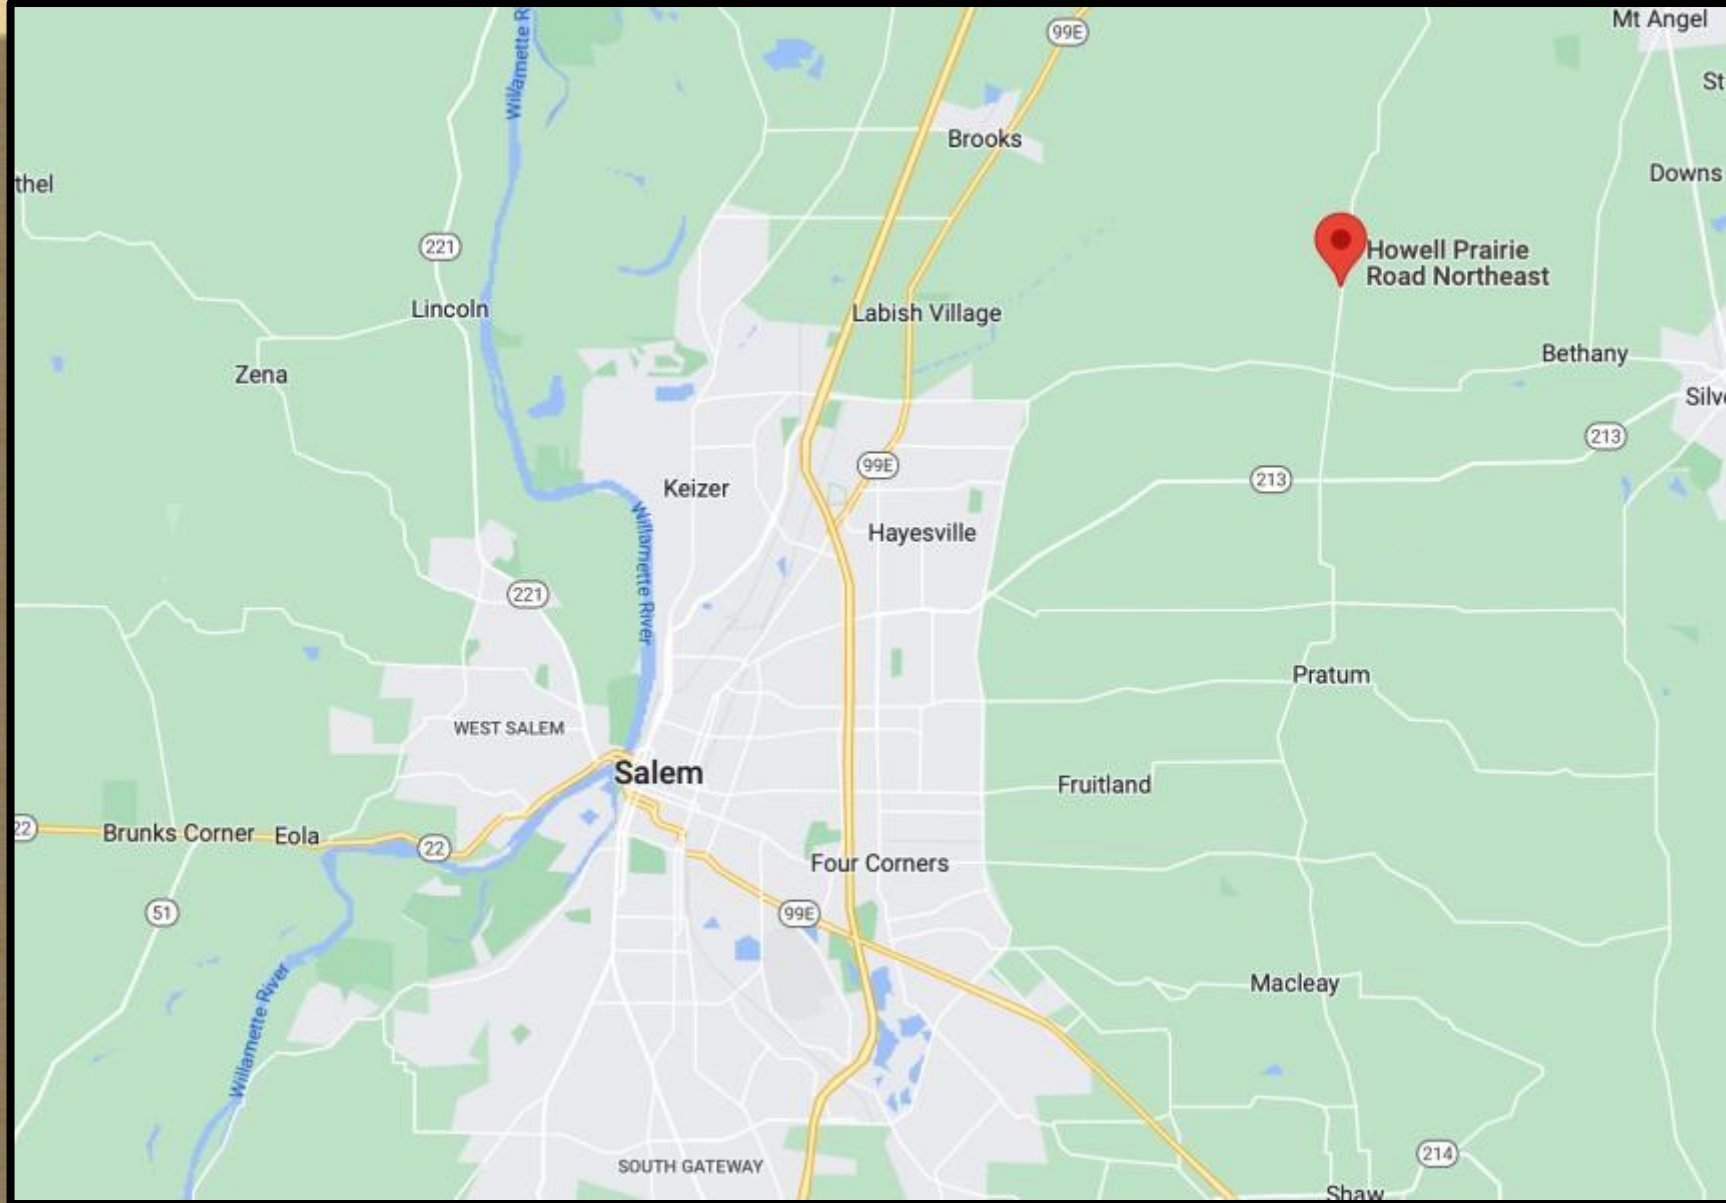 Mt Angel
Willamette R
99E
St
Brooks
Downs
thel
221
Howell Prairie
Road Northeast
Lincoln
Labish Village
Bethany
Zena
Silve
213
99E
213
Keizer
Hayesville
Willamette River
221
Pratum
WEST SALEM
Salem
Fruitland
22
Brunks Corner
Eola
22
Four Corners
51
99E
Willamette River
Macleay
214
SOUTH GATEWAY
Shaw